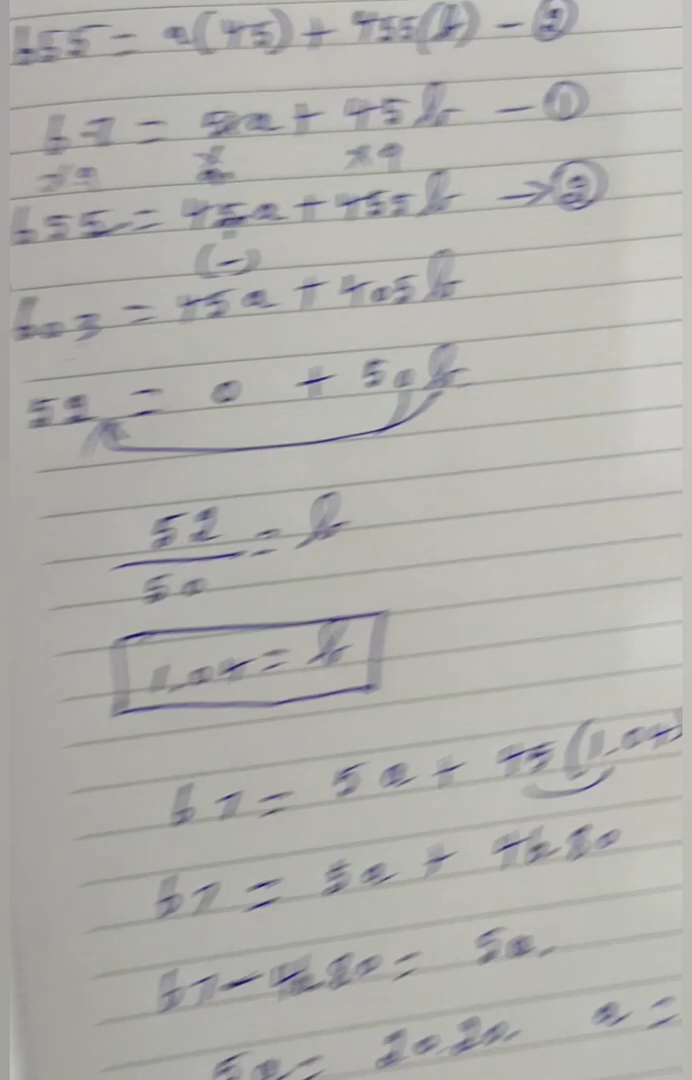 655 = a(45) + 455(b) - ②
67 = 5a + 45b - ①
×9 × ×9
655 = 45a + 455b → ②
(-)
603 = 45a + 405b
52 = 0 + 50b
52
50 = b
1.04 = b
67 = 5a + 45(1.04)
67 = 5a + 46.80
67 - 46.80 = 5a.
5a = 20.20 a =